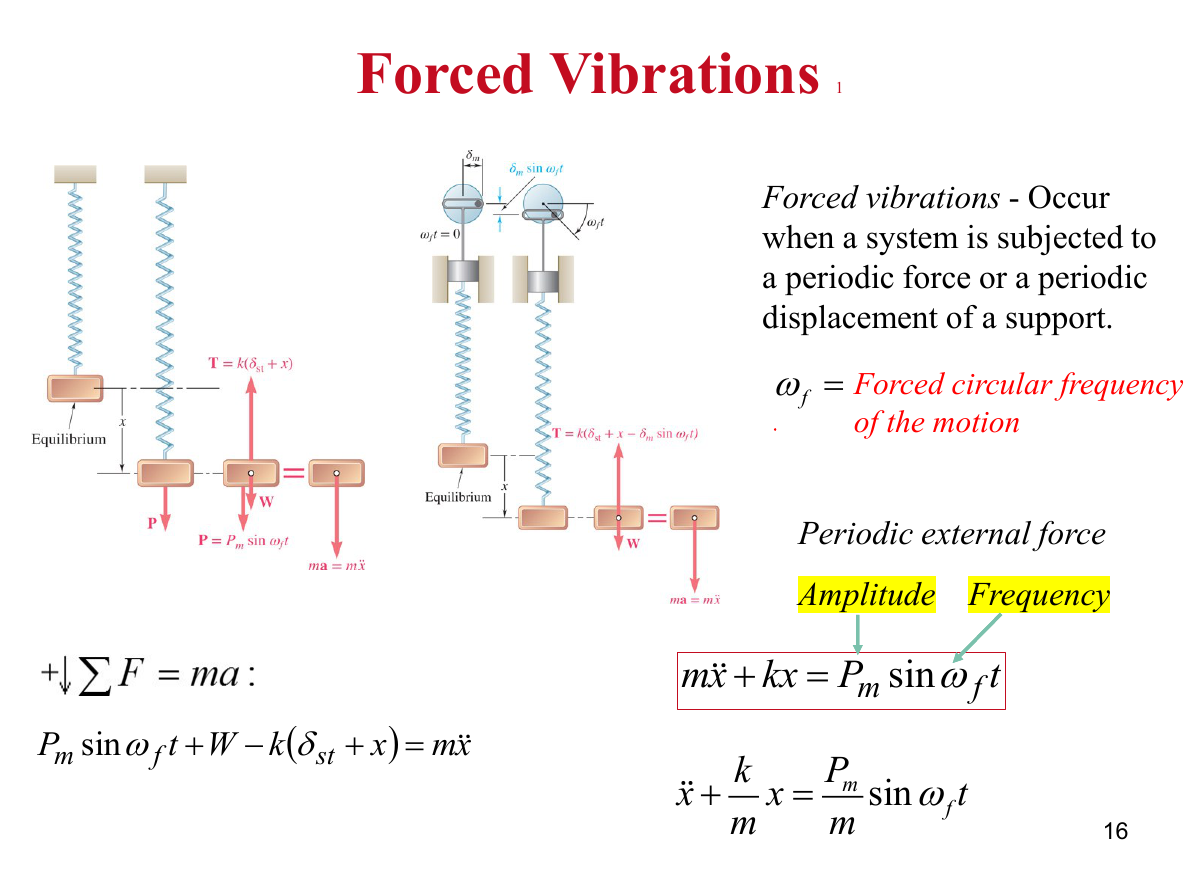 Forced Vibrations 1
δm
δm sin ωft
ωft = 0
ωft
T = k(δst + x)
x
Equilibrium
P
W
P = Pm sin ωft
ma = mẍ
T = k(δst + x − δm sin ωft)
x
Equilibrium
W
ma = mẍ
Forced vibrations - Occur
when a system is subjected to
a periodic force or a periodic
displacement of a support.
ωf = Forced circular frequency
of the motion
.
Periodic external force
Amplitude Frequency
mẍ + kx = Pm sin ωf t
+↓ ∑ F = ma :
Pm sin ωf t + W − k(δst + x) = mẍ
ẍ + k/m x = Pm/m sin ωf t
16